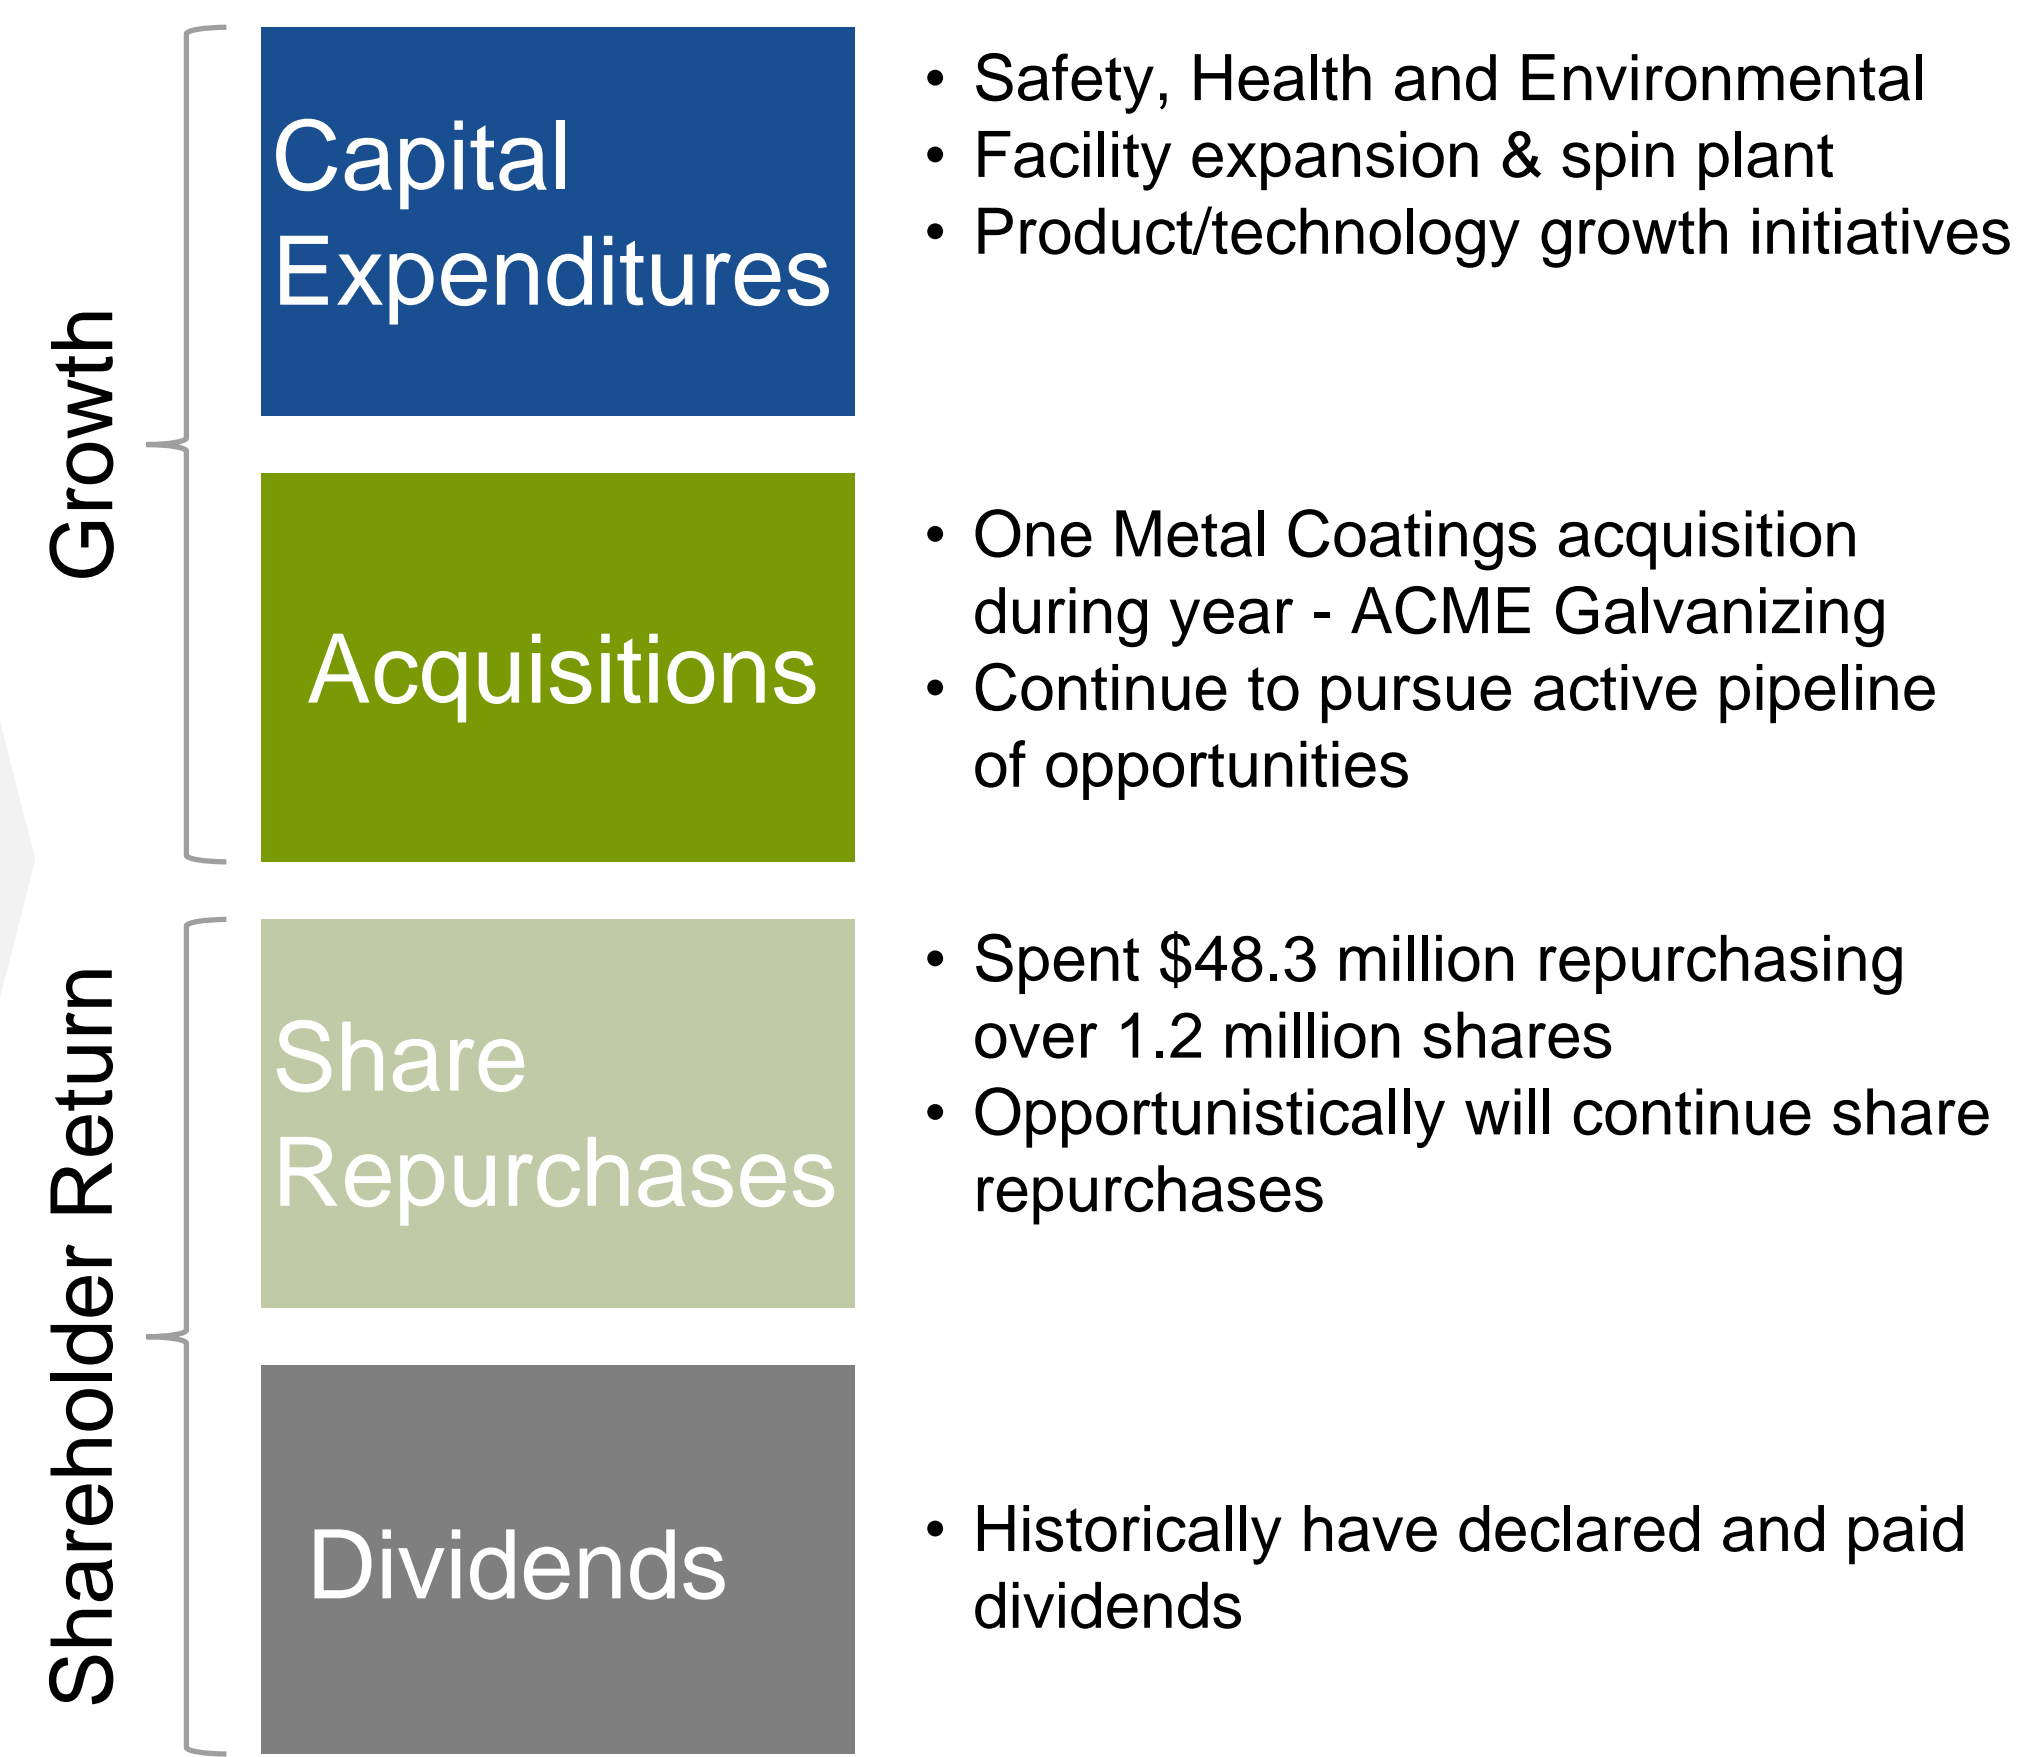 Growth
Capital
Expenditures
• Safety, Health and Environmental
• Facility expansion & spin plant
• Product/technology growth initiatives
Acquisitions
• One Metal Coatings acquisition
during year - ACME Galvanizing
• Continue to pursue active pipeline
of opportunities
Shareholder Return
Share
Repurchases
• Spent $48.3 million repurchasing
over 1.2 million shares
• Opportunistically will continue share
repurchases
Dividends
• Historically have declared and paid
dividends